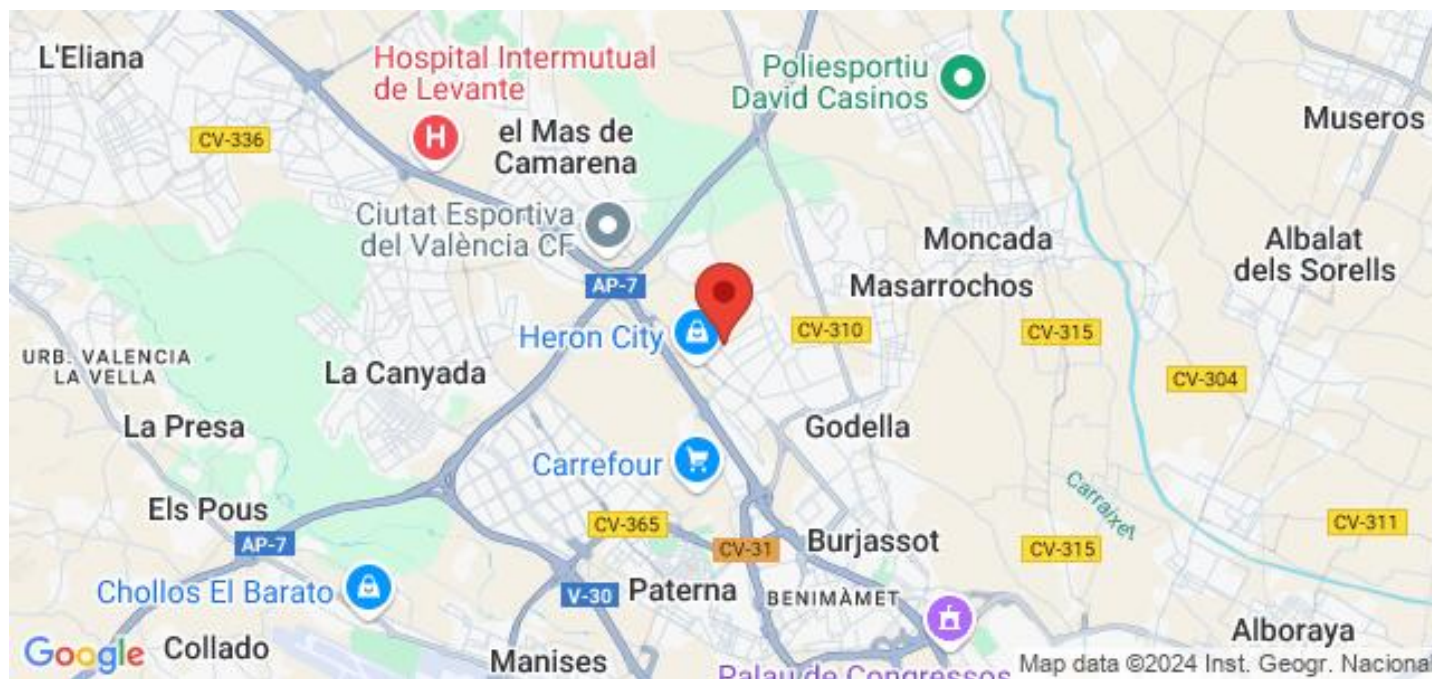 L'Eliana
Hospital Intermutual
de Levante
Poliesportiu
David Casinos
Museros
CV-336
H
el Mas de
Camarena
Ciutat Esportiva
del València CF
Moncada
Albalat
dels Sorells
AP-7
Masarrochos
Heron City
CV-310
CV-315
URB. VALENCIA
LA VELLA
La Canyada
CV-304
La Presa
Godella
Carrefour
Carraixet
Els Pous
CV-365
CV-311
AP-7
CV-31
Burjassot
CV-315
Chollos El Barato
V-30
Paterna
BENIMÀMET
Alboraya
Google
Collado
Manises
Palau de Congressos
Map data ©2024 Inst. Geogr. Nacional